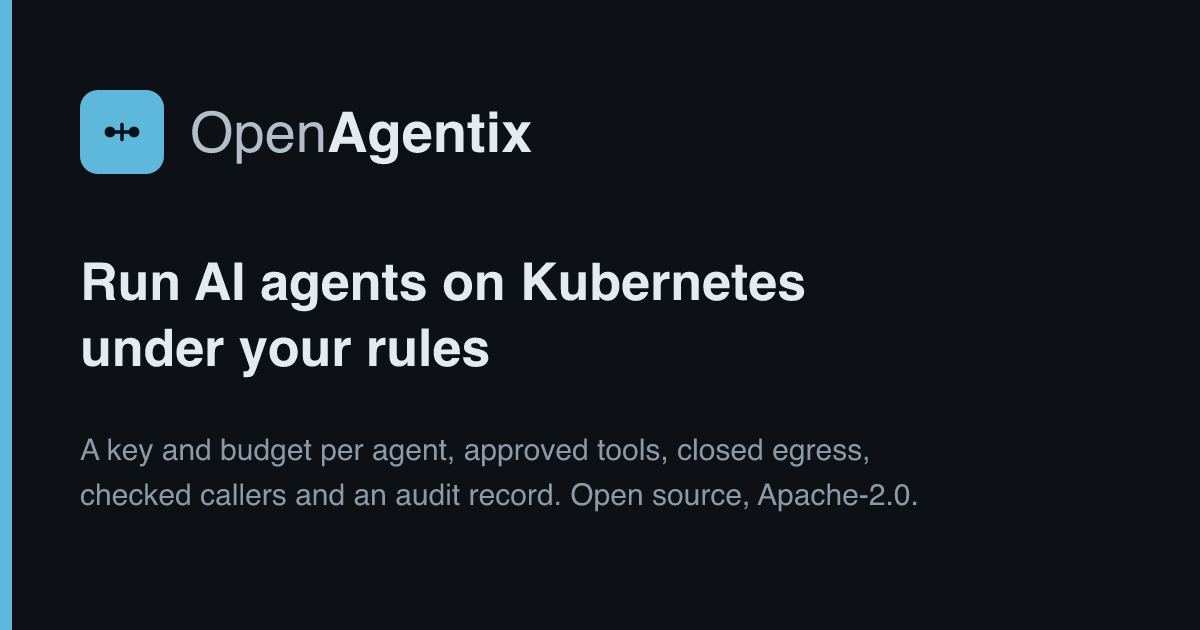 OpenAgentix
Run AI agents on Kubernetes
under your rules
A key and budget per agent, approved tools, closed egress,
checked callers and an audit record. Open source, Apache-2.0.